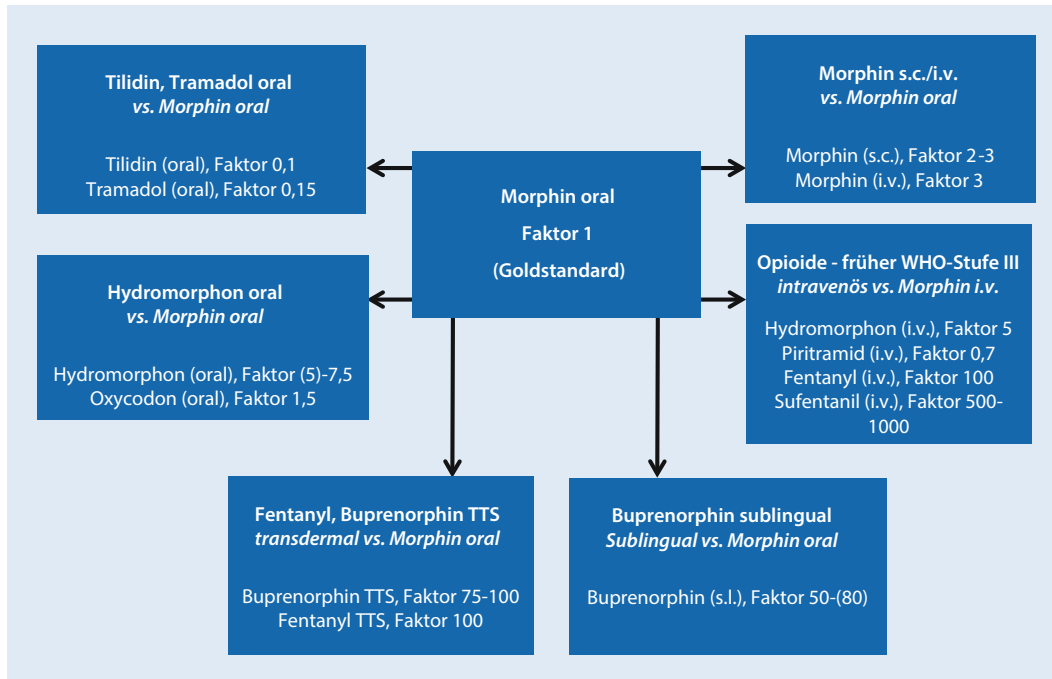 Tilidin, Tramadol oral
vs. Morphin oral
Tilidin (oral), Faktor 0,1
Tramadol (oral), Faktor 0,15
Morphin s.c./i.v.
vs. Morphin oral
Morphin (s.c.), Faktor 2-3
Morphin (i.v.), Faktor 3
Morphin oral
Faktor 1
(Goldstandard)
Hydromorphon oral
vs. Morphin oral
Hydromorphon (oral), Faktor (5)-7,5
Oxycodon (oral), Faktor 1,5
Opioide - früher WHO-Stufe III
intravenös vs. Morphin i.v.
Hydromorphon (i.v.), Faktor 5
Piritramid (i.v.), Faktor 0,7
Fentanyl (i.v.), Faktor 100
Sufentanil (i.v.), Faktor 500-
1000
Fentanyl, Buprenorphin TTS
transdermal vs. Morphin oral
Buprenorphin TTS, Faktor 75-100
Fentanyl TTS, Faktor 100
Buprenorphin sublingual
Sublingual vs. Morphin oral
Buprenorphin (s.l.), Faktor 50-(80)